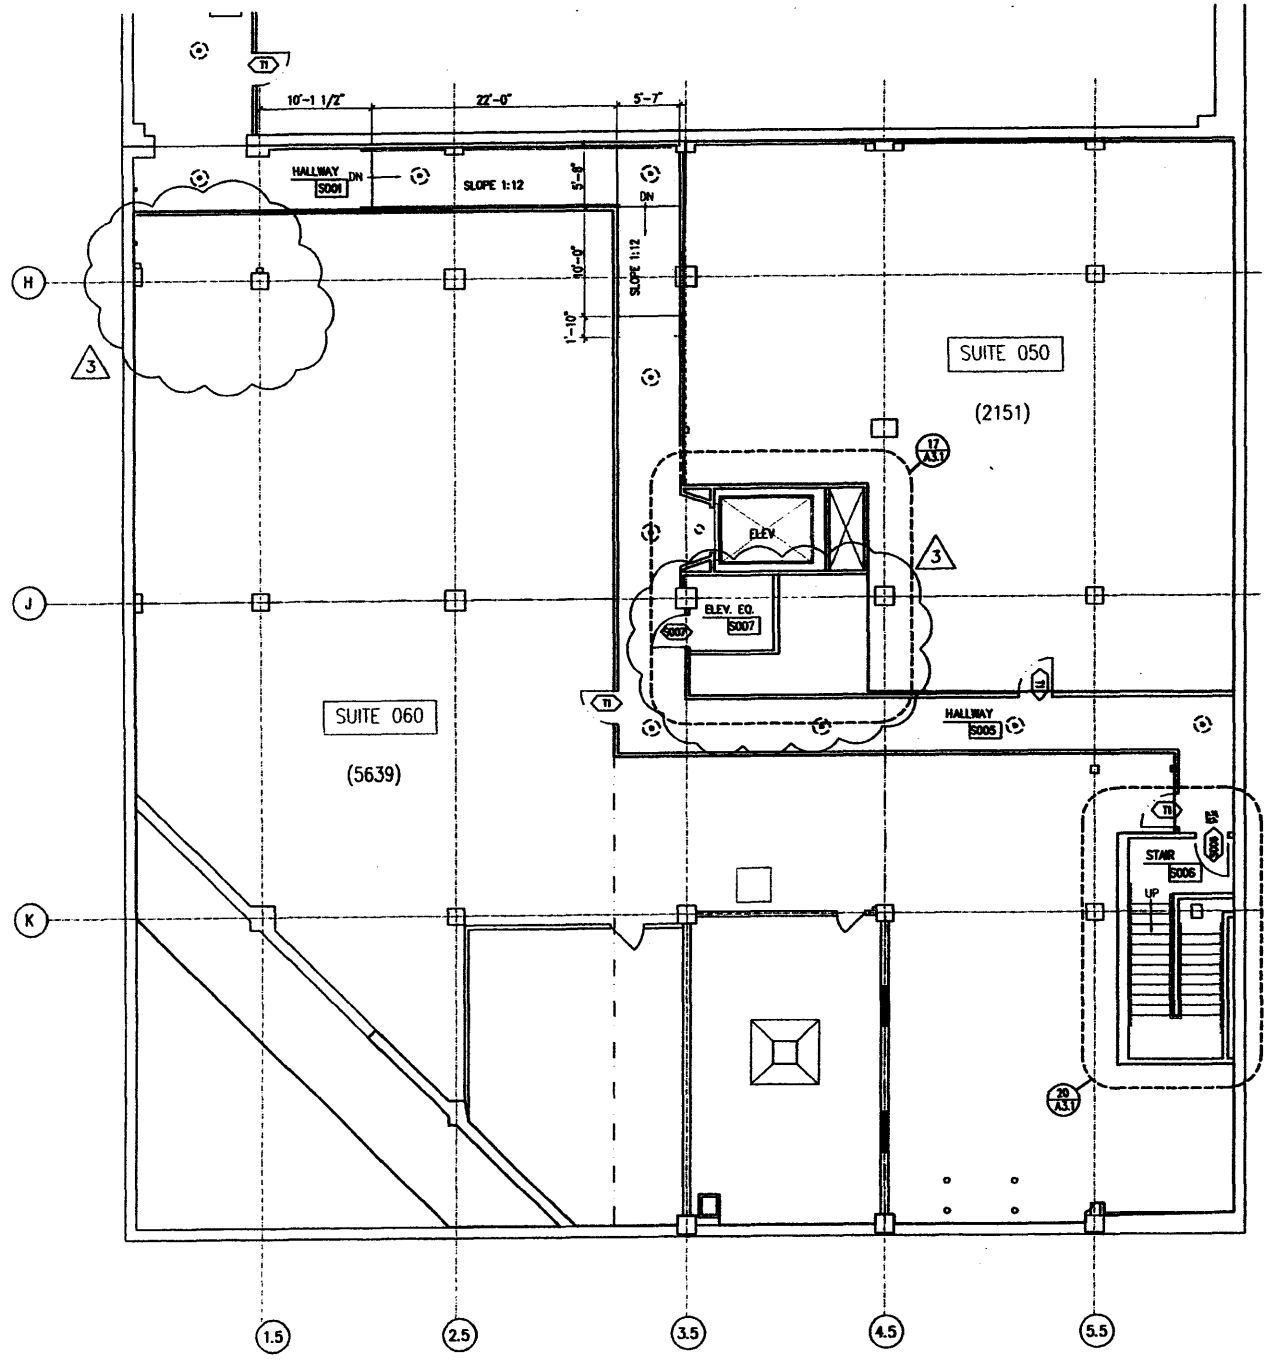 T1
10'-1 1/2"
22'-0"
5'-7"
HALLWAY
S001
DN
SLOPE 1:12
5'-8"
DN
10'-0"
SLOPE 1:12
1'-10"
H
3
SUITE 050
(2151)
17
A3.1
ELEV
3
J
ELEV. EQ.
S007
S007
T1
T1
SUITE 060
(5639)
HALLWAY
S005
T1
S006
STAIR
S006
UP
K
20
A3.1
1.5
2.5
3.5
4.5
5.5